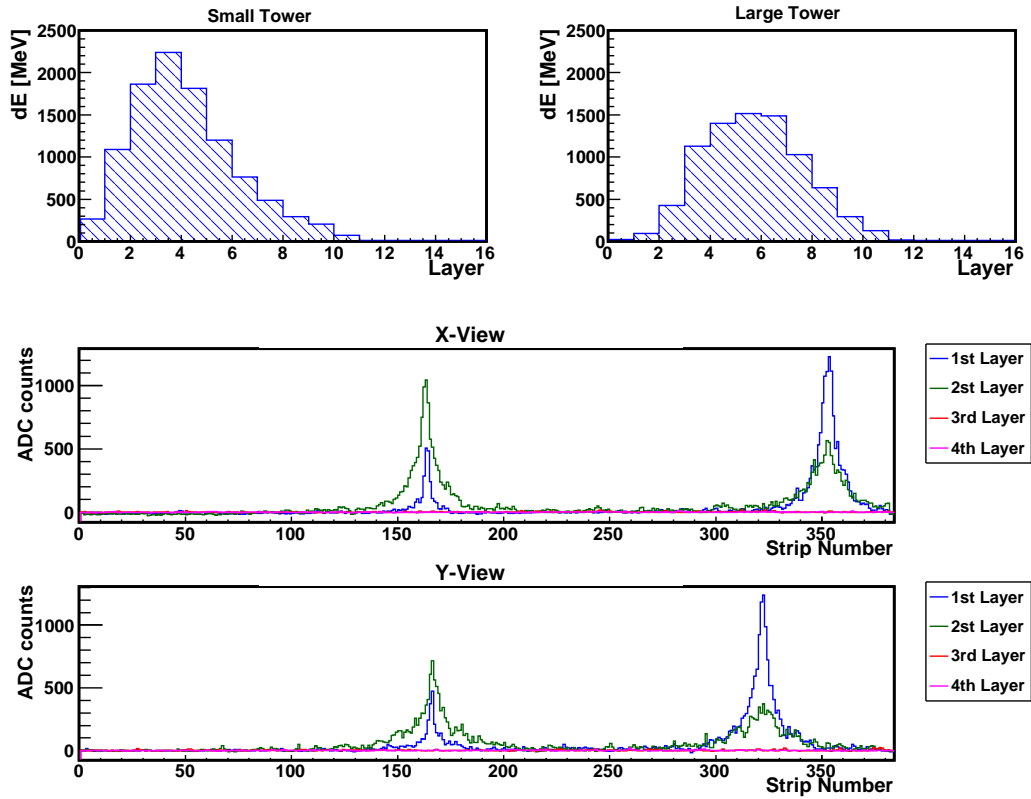 Small Tower
dE [MeV]
2500
2000
1500
1000
500
0
0 2 4 6 8 10 12 14 16
Layer
Large Tower
dE [MeV]
2500
2000
1500
1000
500
0
0 2 4 6 8 10 12 14 16
Layer
X-View
ADC counts
1000
500
0
0 50 100 150 200 250 300 350
Strip Number
1st Layer
2st Layer
3rd Layer
4th Layer
Y-View
ADC counts
1000
500
0
0 50 100 150 200 250 300 350
Strip Number
1st Layer
2st Layer
3rd Layer
4th Layer